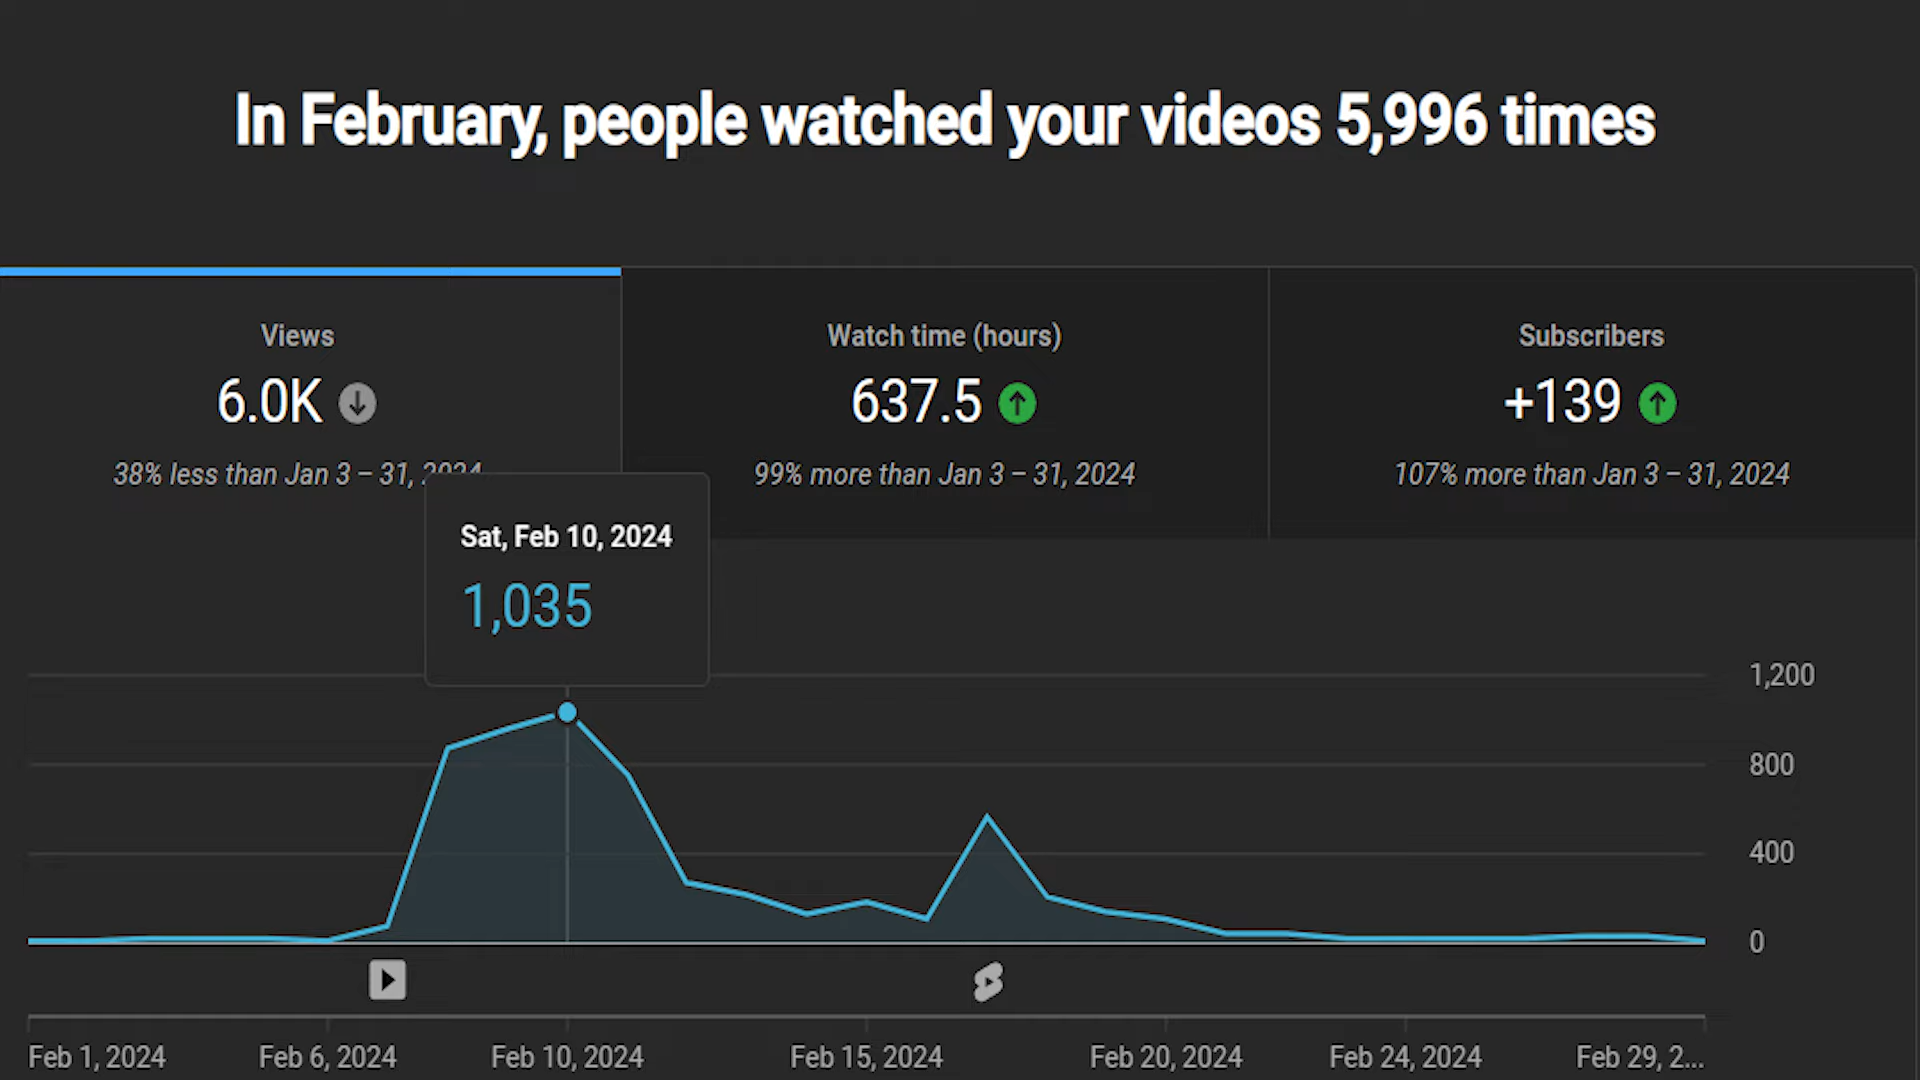 In February, people watched your videos 5,996 times
Views
6.0K
38% less than Jan 3 – 31, 2024
Watch time (hours)
637.5
99% more than Jan 3 – 31, 2024
Subscribers
+139
107% more than Jan 3 – 31, 2024
Sat, Feb 10, 2024
1,035
1,200
800
400
0
Feb 1, 2024
Feb 6, 2024
Feb 10, 2024
Feb 15, 2024
Feb 20, 2024
Feb 24, 2024
Feb 29, 2...